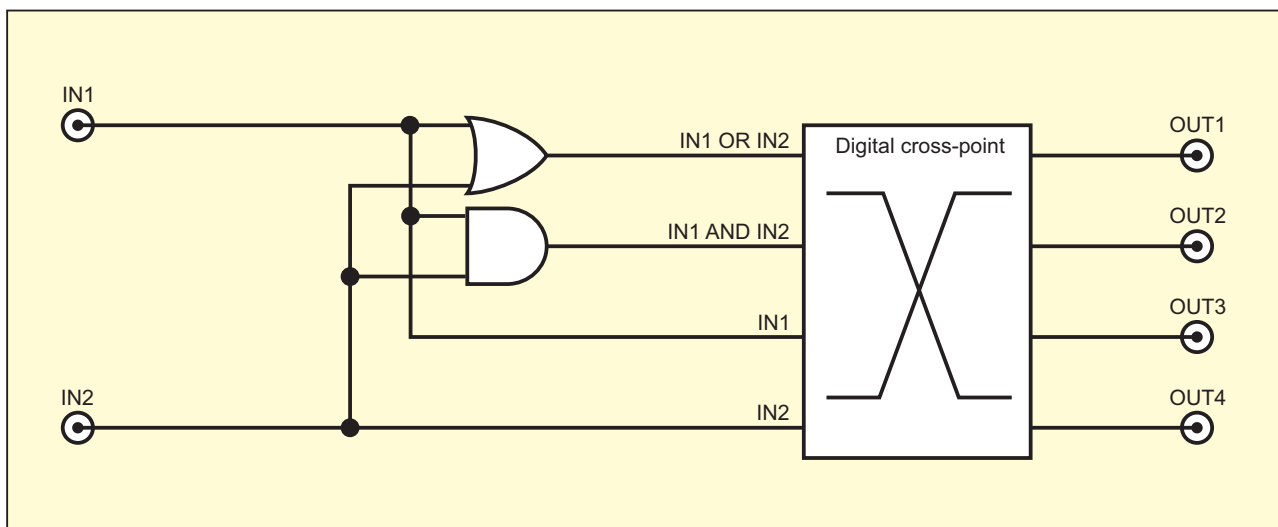 IN1
IN1 OR IN2
Digital cross-point
OUT1
IN1 AND IN2
OUT2
IN1
OUT3
IN2
IN2
OUT4